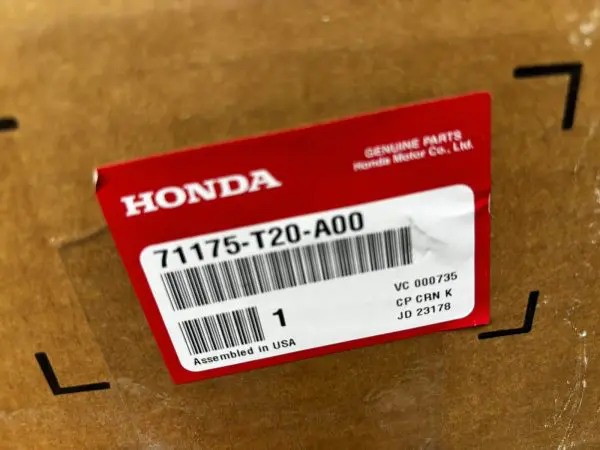 GENUINE PARTS
Honda Motor Co., Ltd.
HONDA
71175-T20-A00
VC 000735
CP CRN K
JD 23178
1
Assembled in USA